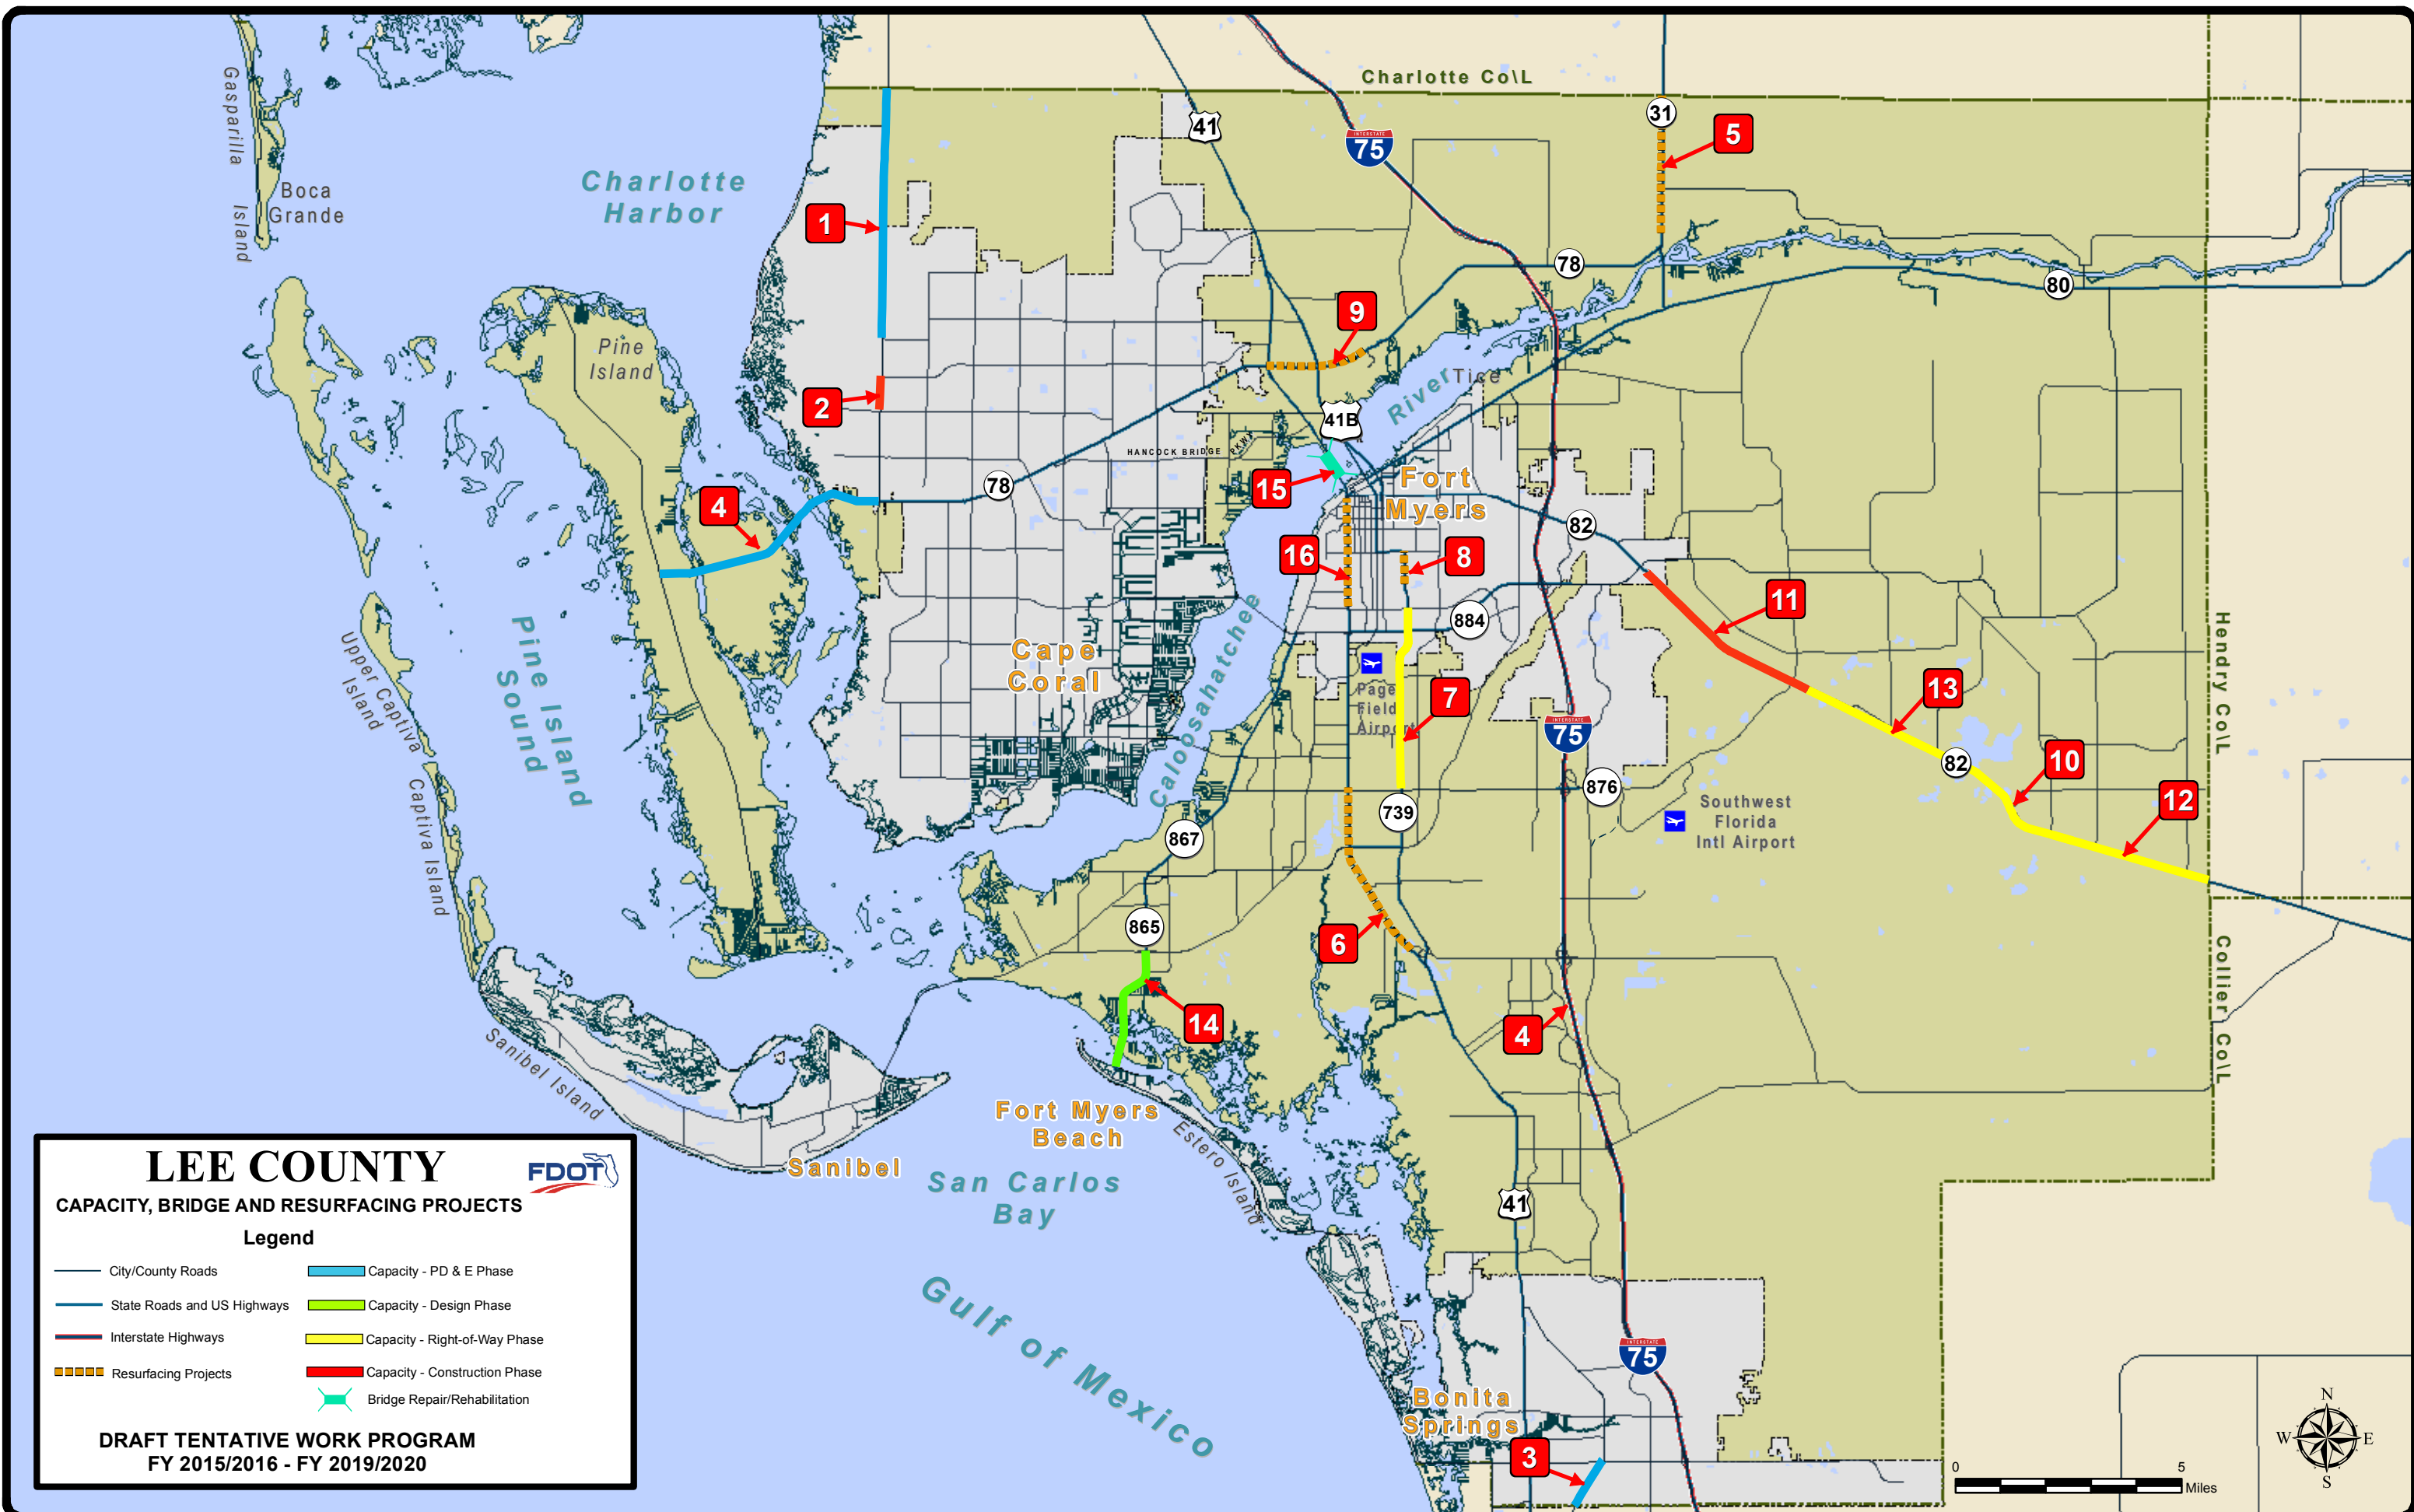 Charlotte Co\L
31
5
41
INTERSTATE
75
Gasparilla
Island
Boca
Grande
Charlotte
Harbor
1
78
80
9
Pine
Island
2
River
Tice
41B
HANCOCK BRIDGE PKWY
78
15
Fort
Myers
4
82
16
8
11
884
Hendry Co\L
Pine Island
Sound
Upper Captiva
Island
Cape
Coral
Caloosahatchee
Page
Field
Airport
7
13
INTERSTATE
75
82
10
876
12
Captiva Island
Southwest
Florida
Intl Airport
739
867
865
6
Collier Co\L
14
4
Sanibel Island
Fort Myers
Beach
Estero Island
Sanibel
San Carlos
Bay
41
Gulf of Mexico
INTERSTATE
75
Bonita
Springs
3
LEE COUNTY
FDOT
CAPACITY, BRIDGE AND RESURFACING PROJECTS
Legend
City/County Roads
Capacity - PD & E Phase
State Roads and US Highways
Capacity - Design Phase
Interstate Highways
Capacity - Right-of-Way Phase
Resurfacing Projects
Capacity - Construction Phase
Bridge Repair/Rehabilitation
DRAFT TENTATIVE WORK PROGRAM
FY 2015/2016 - FY 2019/2020
N
W
E
S
0
5
Miles